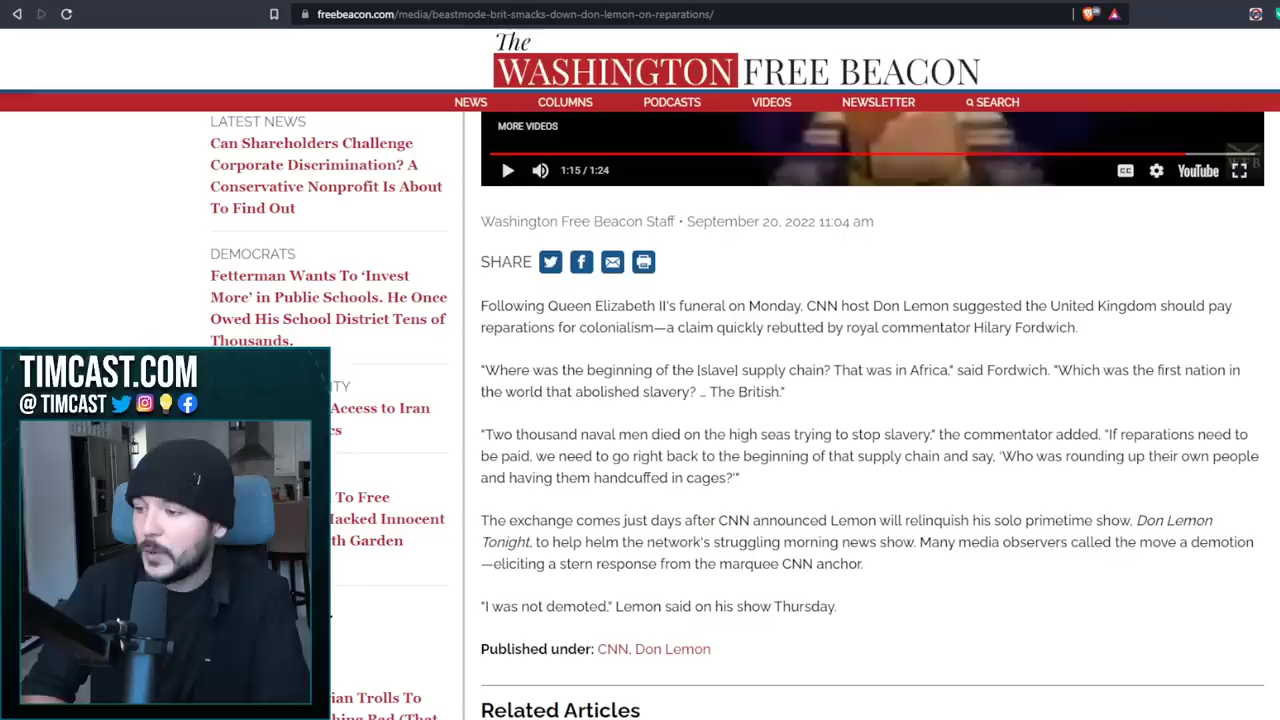 freebeacon.com/media/beastmode-brit-smacks-down-don-lemon-on-reparations/
The
WASHINGTON FREE BEACON
NEWS COLUMNS PODCASTS VIDEOS NEWSLETTER SEARCH
LATEST NEWS
Can Shareholders Challenge
Corporate Discrimination? A
Conservative Nonprofit Is About
To Find Out
DEMOCRATS
Fetterman Wants To ‘Invest
More’ in Public Schools. He Once
Owed His School District Tens of
Thousands.
ITY
Access to Iran
cs
To Free
Hacked Innocent
th Garden
ian Trolls To
hing Bad (That
TIMCAST.COM
@ TIMCAST
MORE VIDEOS
1:15 / 1:24
CC
YouTube
Washington Free Beacon Staff • September 20, 2022 11:04 am
SHARE
Following Queen Elizabeth II's funeral on Monday, CNN host Don Lemon suggested the United Kingdom should pay
reparations for colonialism—a claim quickly rebutted by royal commentator Hilary Fordwich.
"Where was the beginning of the [slave] supply chain? That was in Africa," said Fordwich. "Which was the first nation in
the world that abolished slavery? … The British."
"Two thousand naval men died on the high seas trying to stop slavery," the commentator added. "If reparations need to
be paid, we need to go right back to the beginning of that supply chain and say, 'Who was rounding up their own people
and having them handcuffed in cages?'"
The exchange comes just days after CNN announced Lemon will relinquish his solo primetime show, Don Lemon
Tonight, to help helm the network's struggling morning news show. Many media observers called the move a demotion
—eliciting a stern response from the marquee CNN anchor.
"I was not demoted," Lemon said on his show Thursday.
Published under: CNN, Don Lemon
Related Articles